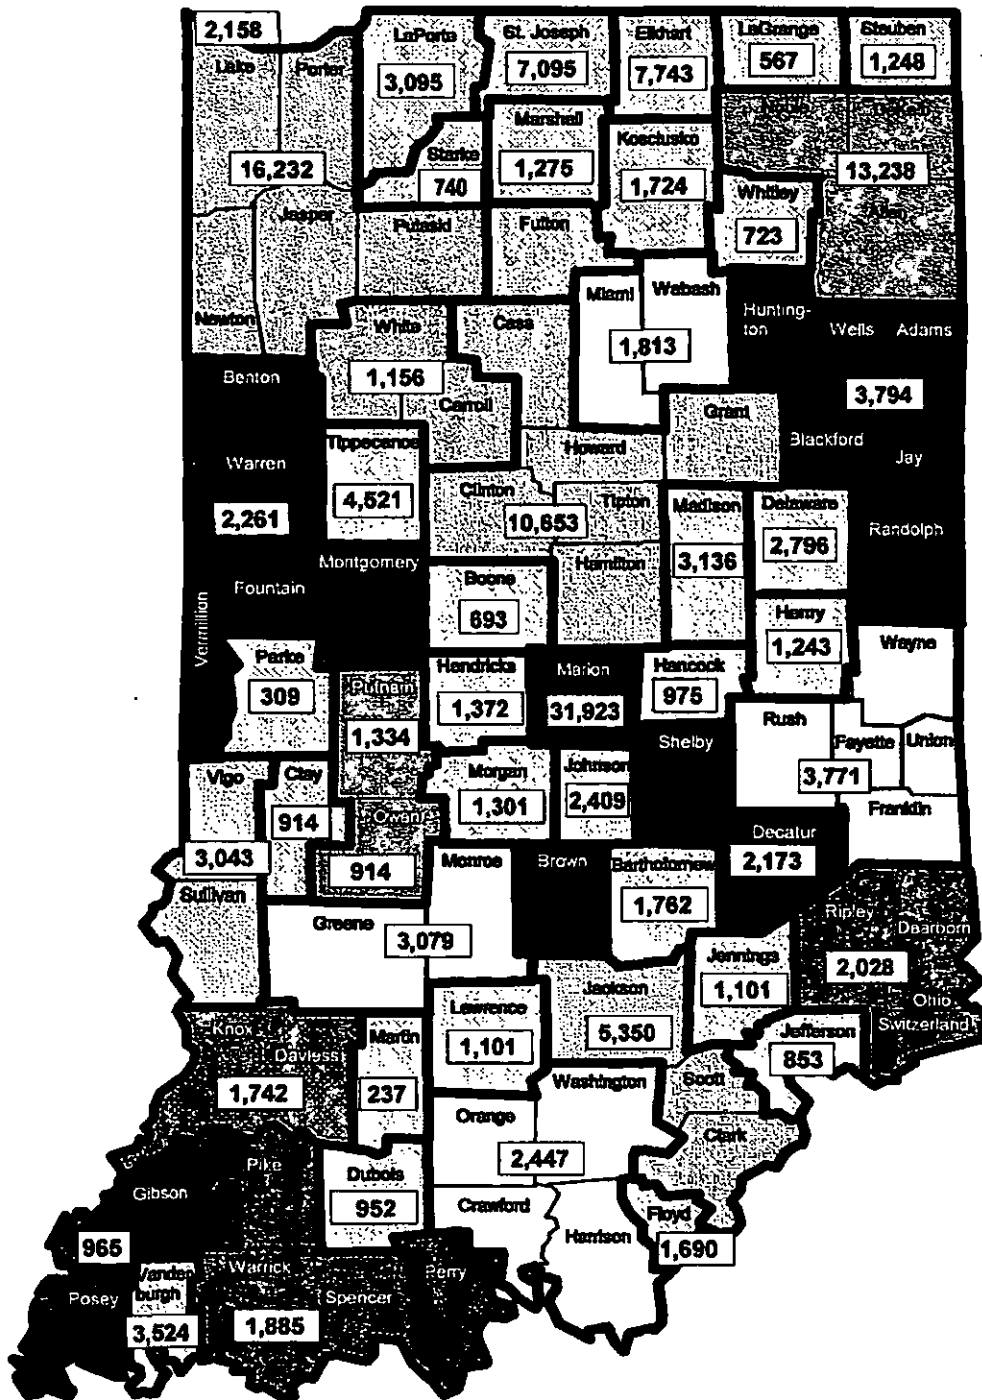 2,158
LaPorte
St. Joseph
Elkhart
LaGrange
Steuben
Lake
Porter
3,095
7,095
7,743
567
1,248
Marshall
Kosciusko
Noble
Starke
16,232
740
1,275
1,724
Whitley
13,238
Allen
Jasper
Pulaski
Fulton
723
Miami
Wabash
Newton
White
Cass
Hunting-
ton
Wells
Adams
1,813
Benton
1,156
Carroll
3,794
Grant
Tippecanoe
Howard
Blackford
Jay
Warren
4,521
Clinton
Tipton
Madison
Delaware
2,261
10,653
Randolph
Montgomery
Hamilton
3,136
2,796
Fountain
Boone
693
Henry
Vermillion
1,243
Wayne
Parke
Putnam
Hendricks
Marion
Hancock
309
1,372
31,923
975
Rush
1,334
Shelby
Fayette
Union
Vigo
Clay
Morgan
Johnson
3,771
914
Owen
1,301
2,409
Franklin
Decatur
3,043
914
Monroe
Brown
Bartholomew
2,173
Sullivan
1,762
Ripley
Dearborn
Greene
3,079
Jennings
2,028
Jackson
1,101
Ohio
Knox
Lawrence
Switzerland
Daviess
Martin
1,101
5,350
Jefferson
853
1,742
237
Washington
Scott
Orange
Clark
Pike
Dubois
2,447
Gibson
952
Crawford
Floyd
Harrison
965
1,690
Vander
burgh
Warrick
Perry
Posey
Spencer
3,524
1,885